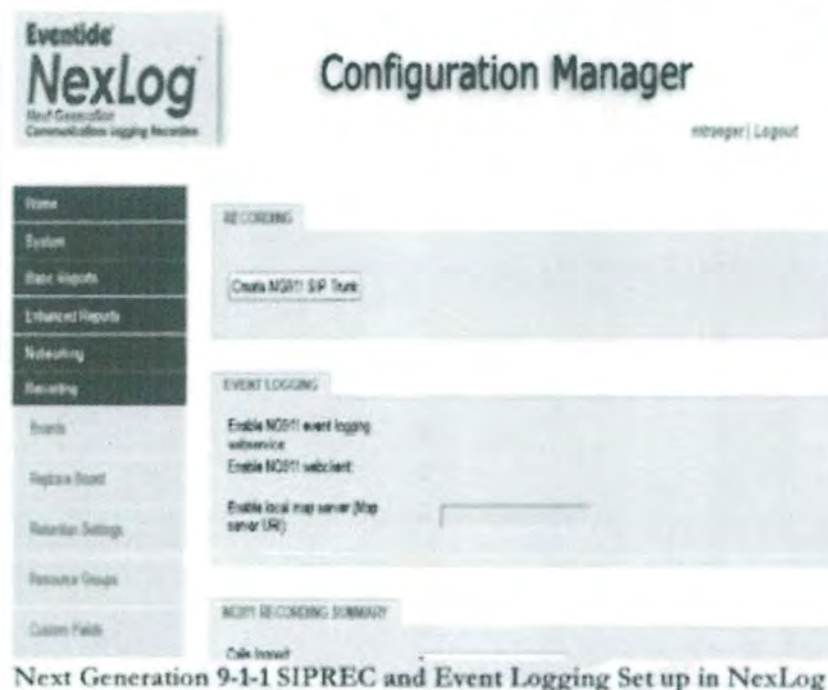 Eventide
NexLog
Next Generation
Communications Logging Recorders
Configuration Manager
| Logout
Home
System
Base Reports
Enhanced Reports
Networking
Recording
Boards
Replace Board
Retention Settings
Resource Groups
Custom Fields
RECORDING
Create NG911 SIP Trunk
EVENT LOGGING
Enable NG911 event logging
webservice:
Enable NG911 webclient:
Enable local map server (Map
server URI):
NG911 RECORDING SUMMARY
Calls logged:
Next Generation 9-1-1 SIPREC and Event Logging Set up in NexLog